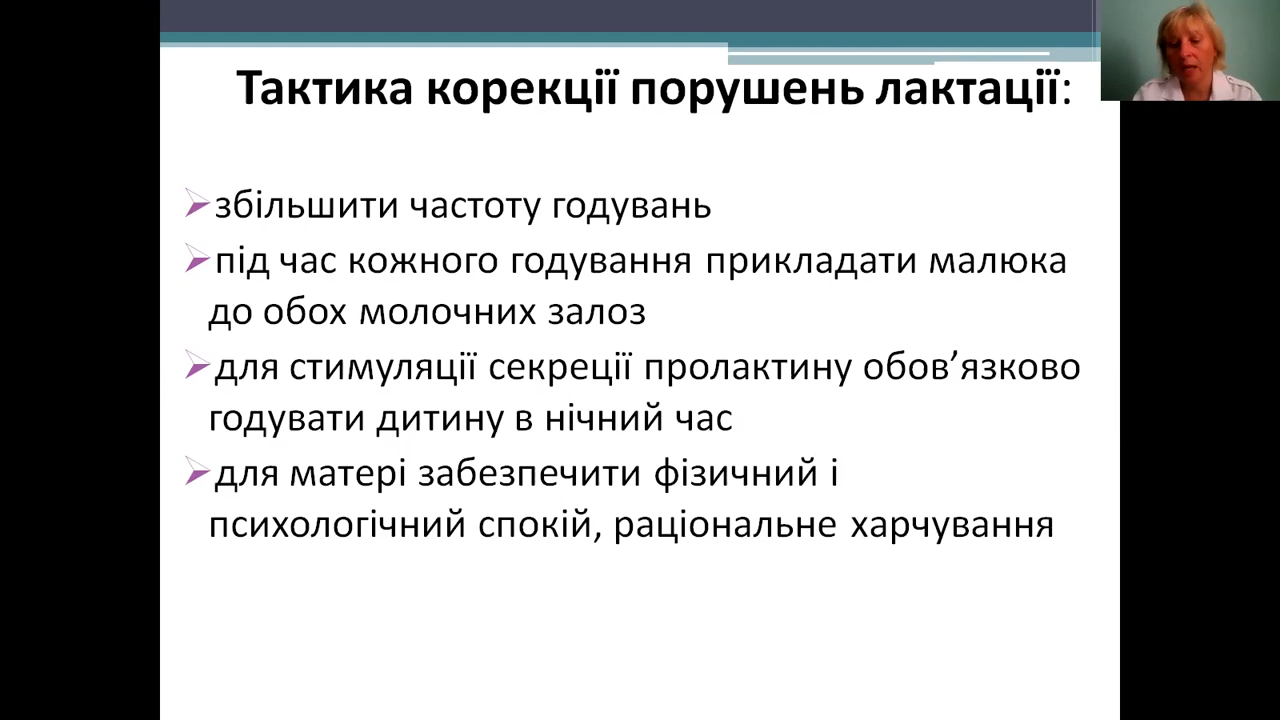 Тактика корекції порушень лактації:
збільшити частоту годувань
під час кожного годування прикладати малюка
до обох молочних залоз
для стимуляції секреції пролактину обов’язково
годувати дитину в нічний час
для матері забезпечити фізичний і
психологічний спокій, раціональне харчування